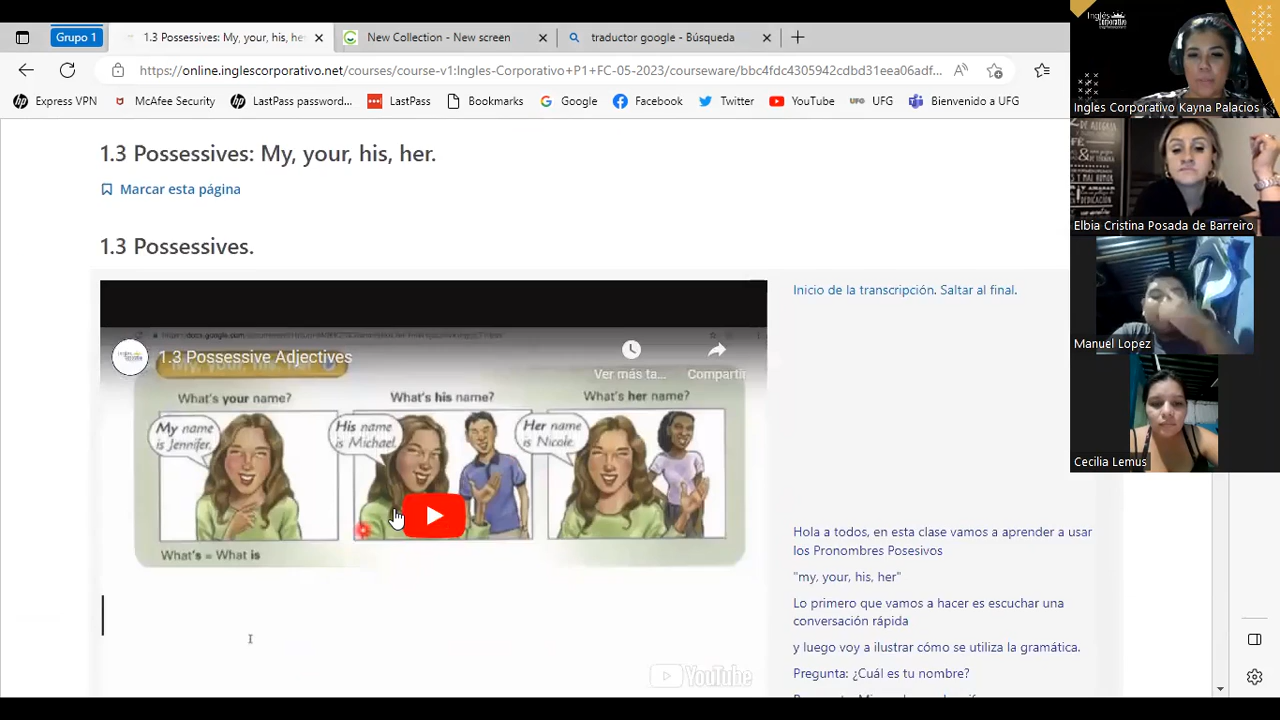 Grupo 1
1.3 Possessives: My, your, his, he
New Collection - New screen
traductor google - Búsqueda
https://online.inglescorporativo.net/courses/course-v1:Ingles-Corporativo+P1+FC-05-2023/courseware/bbc4fdc4305942cdbd31eea06adf...
Express VPN
McAfee Security
LastPass password...
LastPass
Bookmarks
Google
Facebook
Twitter
YouTube
UFG
Bienvenido a UFG
1.3 Possessives: My, your, his, her.
Marcar esta página
1.3 Possessives.
1.3 Possessive Adjectives
Ver más ta...
Compartir
What's your name?
My name
is Jennifer.
What's his name?
His name
is Michael.
What's her name?
Her name
is Nicole.
What's = What is
YouTube
Inicio de la transcripción. Saltar al final.
Hola a todos, en esta clase vamos a aprender a usar
los Pronombres Posesivos
"my, your, his, her"
Lo primero que vamos a hacer es escuchar una
conversación rápida
y luego voy a ilustrar cómo se utiliza la gramática.
Pregunta: ¿Cuál es tu nombre?
Inglés
Corporativo
Ingles Corporativo Kayna Palacios
Elbia Cristina Posada de Barreiro
Manuel Lopez
Cecilia Lemus